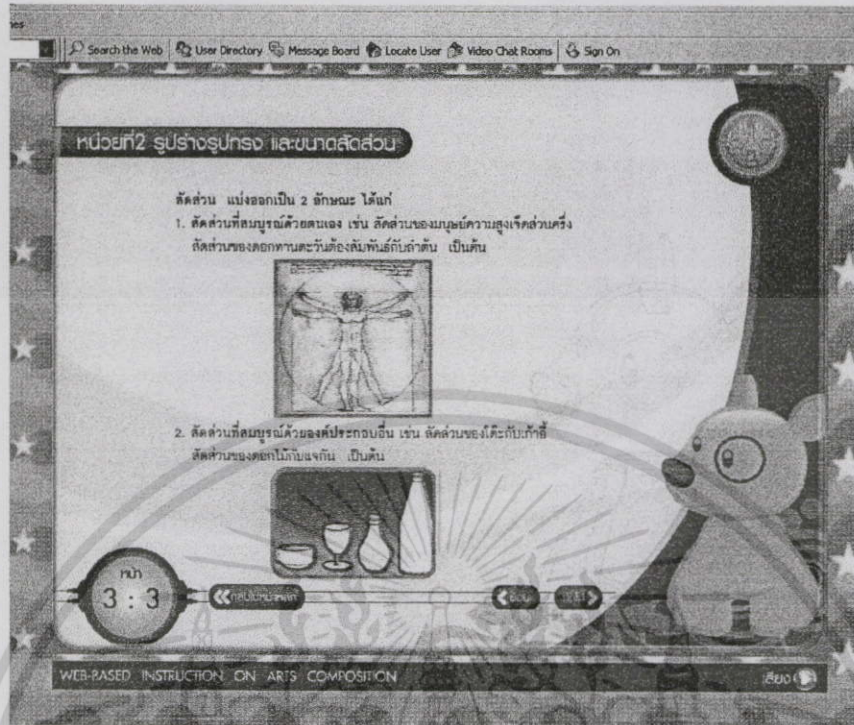 Search the Web User Directory Message Board Locate User Video Chat Rooms Sign On
หน่วยที่2 รูปร่างรูปทรง และขนาดสัดส่วน
สัดส่วน แบ่งออกเป็น 2 ลักษณะ ได้แก่
1. สัดส่วนที่สมบูรณ์ด้วยตนเอง เช่น สัดส่วนของมนุษย์ความสูงเจ็ดส่วนครึ่ง
สัดส่วนของดอกทานตะวันต้องสัมพันธ์กับลำต้น เป็นต้น
2. สัดส่วนที่สมบูรณ์ด้วยองค์ประกอบอื่น เช่น สัดส่วนของโต๊ะกับเก้าอี้
สัดส่วนของดอกไม้กับแจกัน เป็นต้น
หน้า
3 : 3
กลับไปหน้าหลัก
WEB-BASED INSTRUCTION ON ARTS COMPOSITION
เสียง